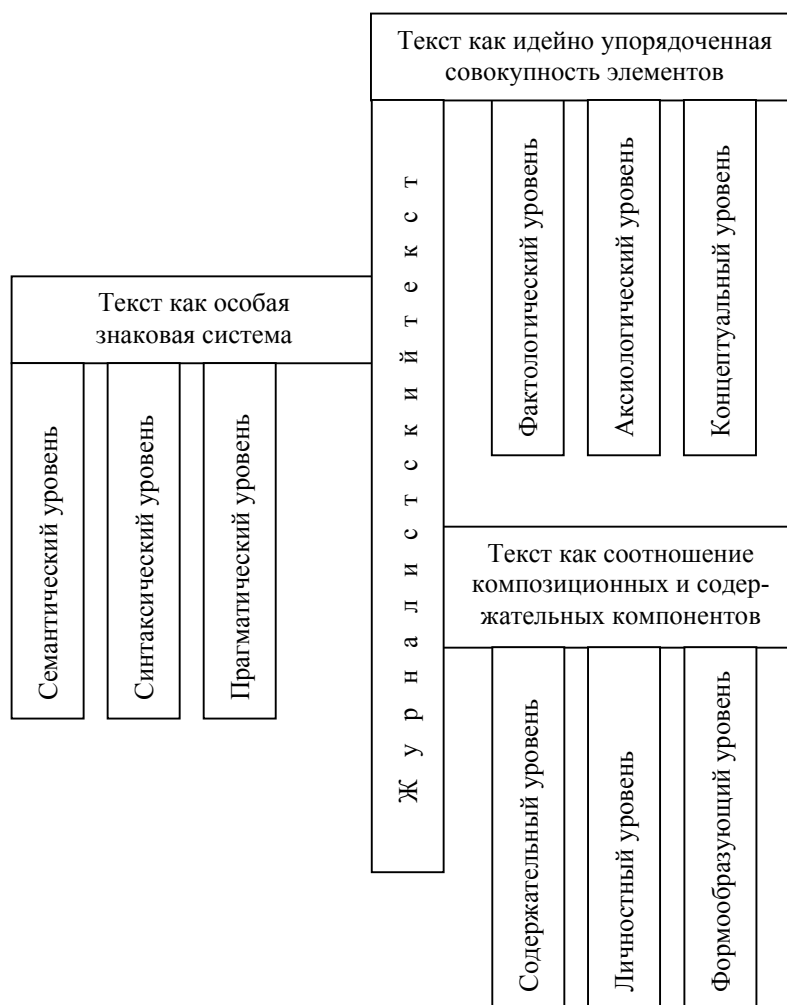 Текст как идейно упорядоченная
совокупность элементов
Журналистский текст
Фактологический уровень
Аксиологический уровень
Концептуальный уровень
Текст как особая
знаковая система
Семантический уровень
Синтаксический уровень
Прагматический уровень
Текст как соотношение
композиционных и содер-
жательных компонентов
Содержательный уровень
Личностный уровень
Формообразующий уровень